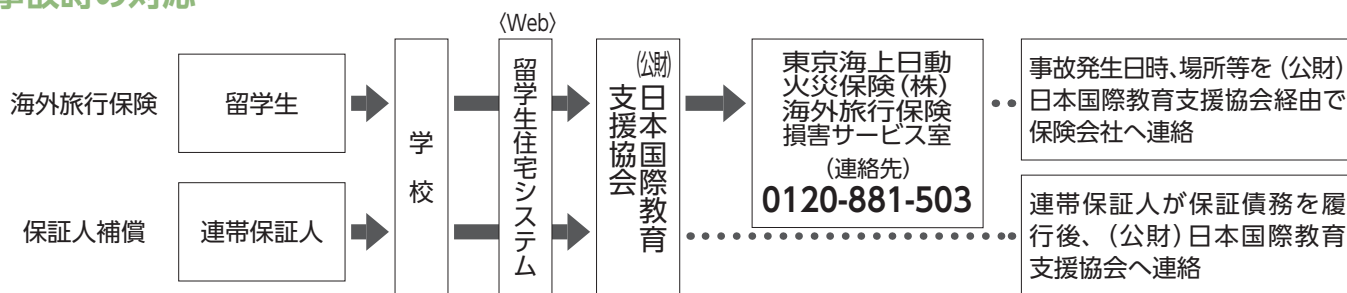 事故時の対応
〈Web〉
海外旅行保険
留学生
学校
留学生住宅システム
(公財)
日本国際教育
支援協会
東京海上日動
火災保険(株)
海外旅行保険
損害サービス室
(連絡先)
0120-881-503
事故発生日時、場所等を(公財)
日本国際教育支援協会経由で
保険会社へ連絡
保証人補償
連帯保証人
連帯保証人が保証債務を履
行後、(公財)日本国際教育
支援協会へ連絡